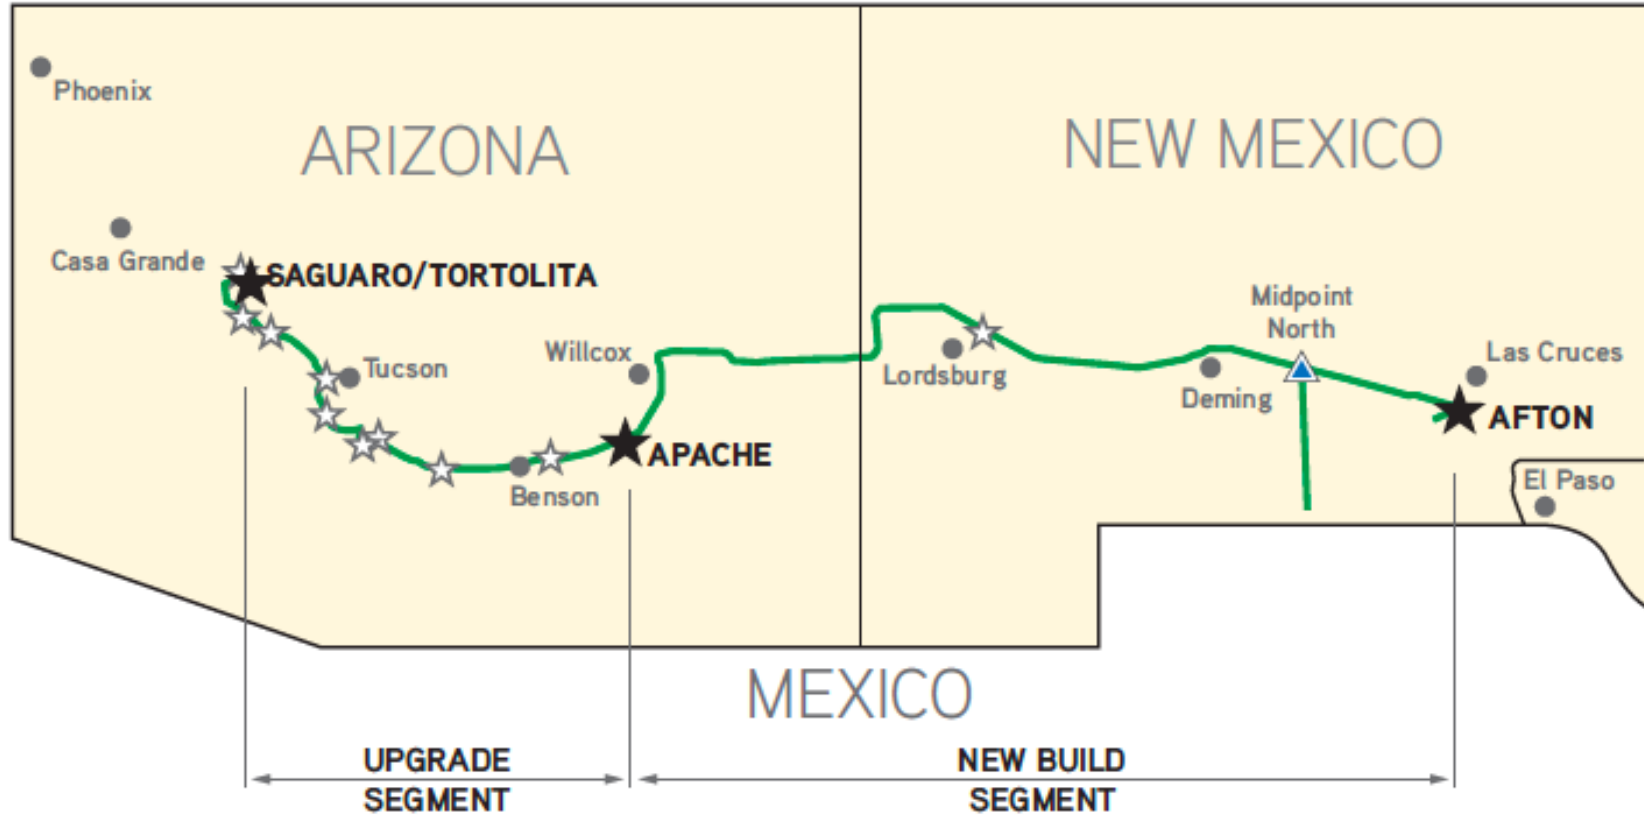 Phoenix
ARIZONA
NEW MEXICO
Casa Grande
SAGUARO/TORTOLITA
Midpoint
North
Willcox
Tucson
Lordsburg
Deming
Las Cruces
AFTON
APACHE
Benson
El Paso
MEXICO
UPGRADE
SEGMENT
NEW BUILD
SEGMENT